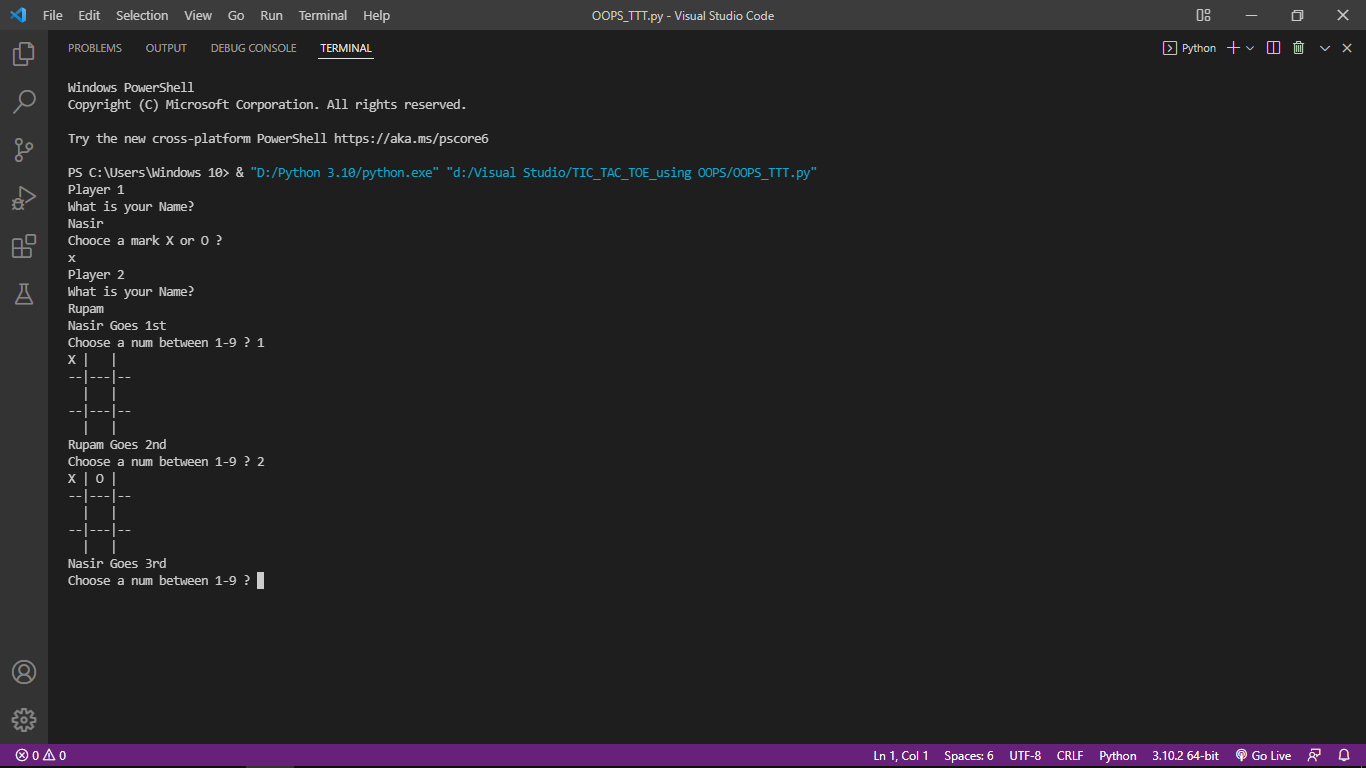 File Edit Selection View Go Run Terminal Help OOPS_TTT.py - Visual Studio Code
PROBLEMS OUTPUT DEBUG CONSOLE TERMINAL Python
Windows PowerShell
Copyright (C) Microsoft Corporation. All rights reserved.
Try the new cross-platform PowerShell https://aka.ms/pscore6
PS C:\Users\Windows 10> & "D:/Python 3.10/python.exe" "d:/Visual Studio/TIC_TAC_TOE_using OOPS/OOPS_TTT.py"
Player 1
What is your Name?
Nasir
Chooce a mark X or O ?
x
Player 2
What is your Name?
Rupam
Nasir Goes 1st
Choose a num between 1-9 ? 1
X |   |
--|---|--
  |   |
--|---|--
  |   |
Rupam Goes 2nd
Choose a num between 1-9 ? 2
X | O |
--|---|--
  |   |
--|---|--
  |   |
Nasir Goes 3rd
Choose a num between 1-9 ?
0 0 Ln 1, Col 1 Spaces: 6 UTF-8 CRLF Python 3.10.2 64-bit Go Live